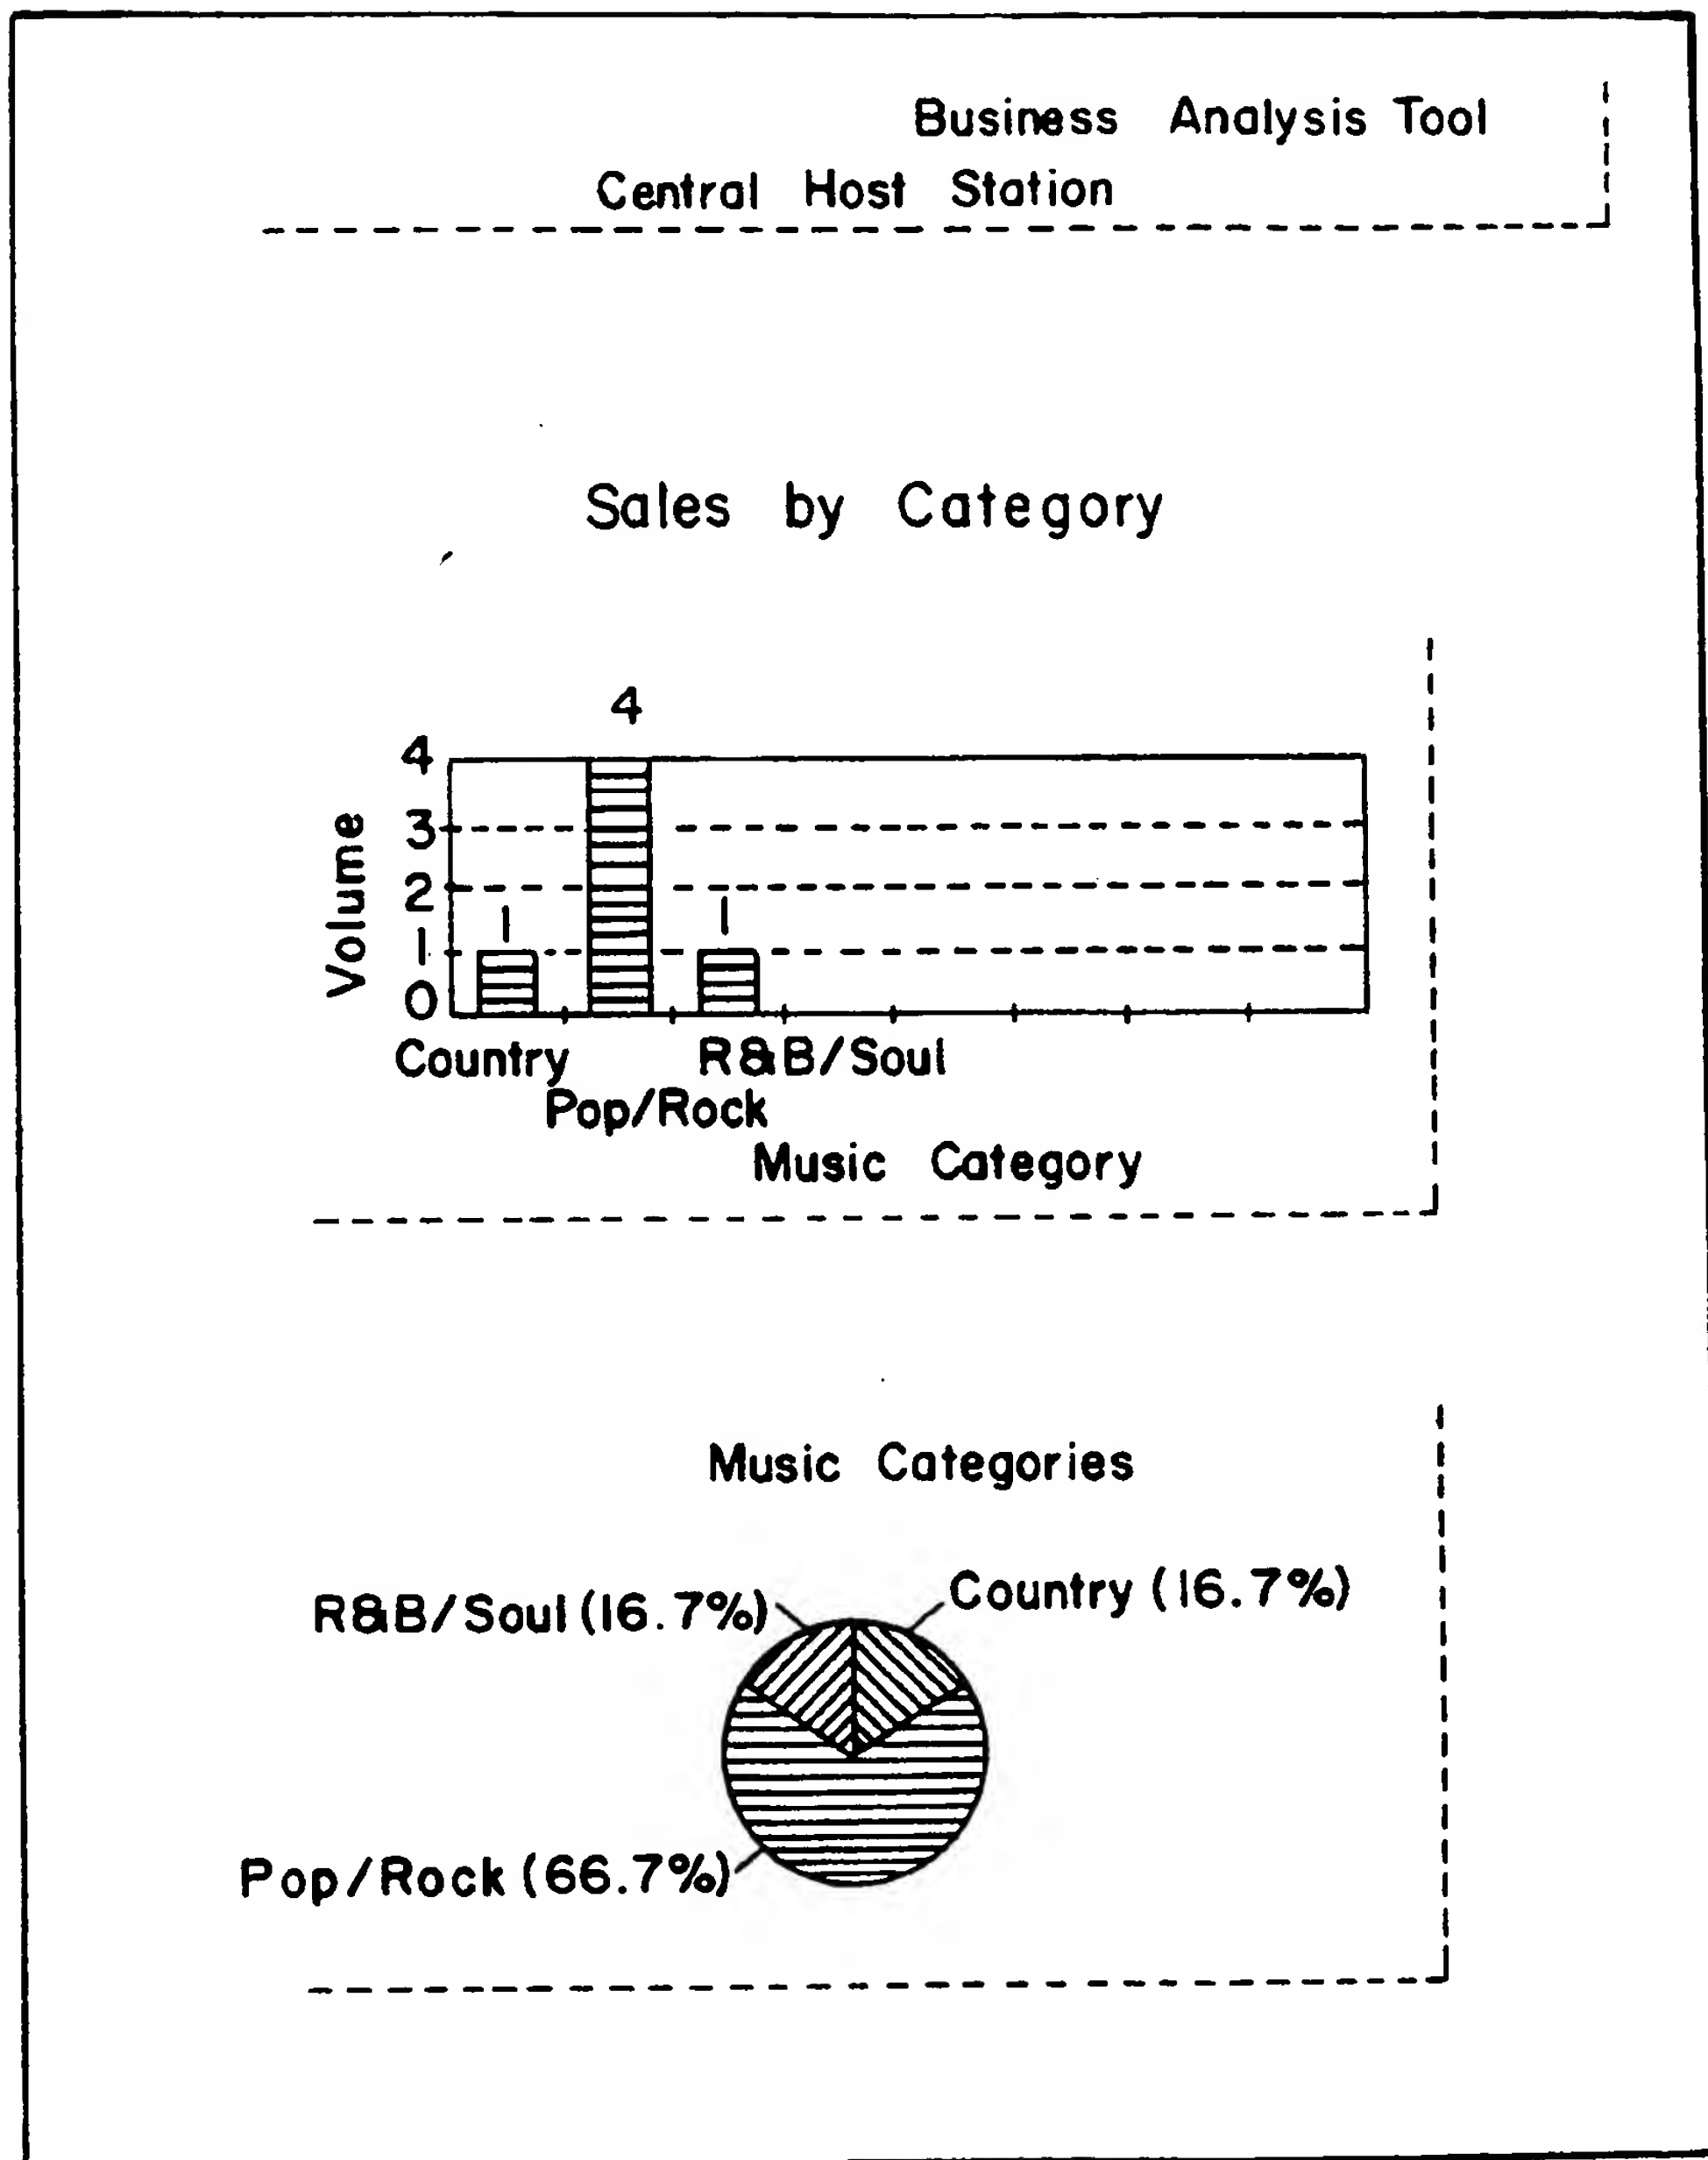 Business Analysis Tool
Central Host Station
Sales by Category
4
4
3
2
1
0
1
1
Volume
Country
R&B/Soul
Pop/Rock
Music Category
Music Categories
R&B/Soul (16.7%)
Country (16.7%)
Pop/Rock (66.7%)